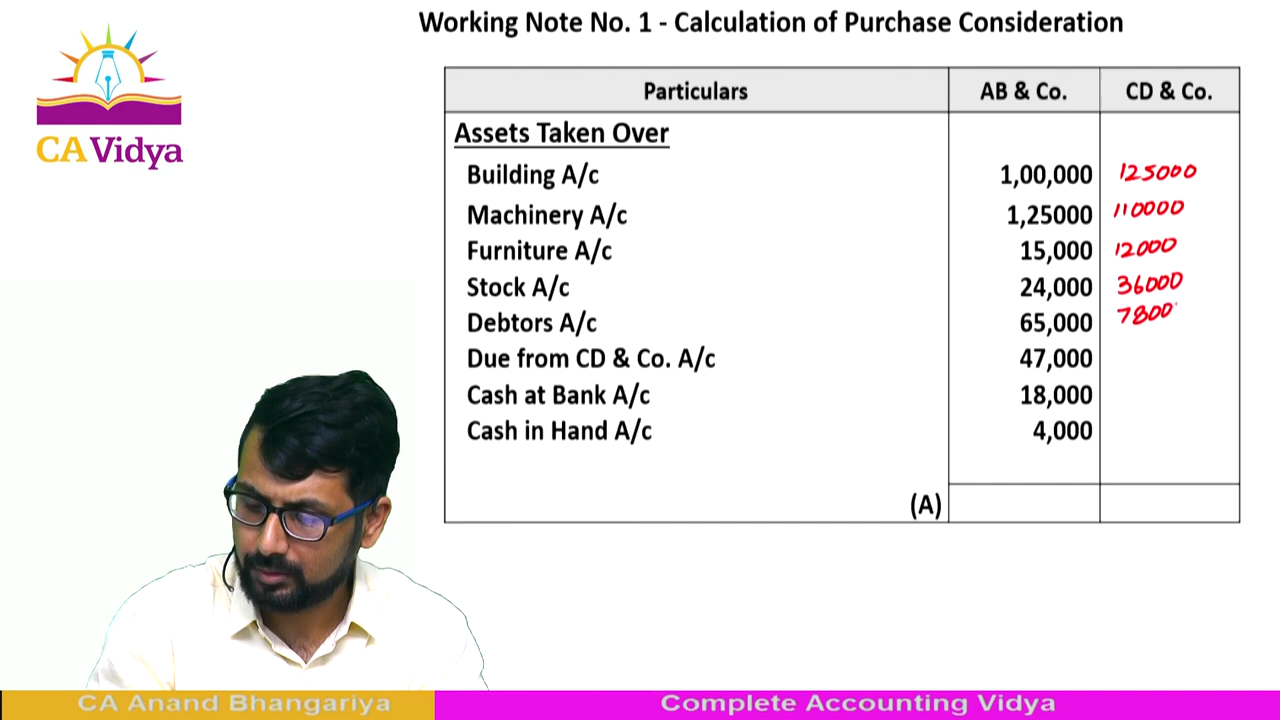 Working Note No. 1 - Calculation of Purchase Consideration
CA Vidya
Particulars AB & Co. CD & Co.
Assets Taken Over
Building A/c 1,00,000 125000
Machinery A/c 1,25000 110000
Furniture A/c 15,000 12000
Stock A/c 24,000 36000
Debtors A/c 65,000 7800
Due from CD & Co. A/c 47,000
Cash at Bank A/c 18,000
Cash in Hand A/c 4,000
(A)
CA Anand Bhangariya Complete Accounting Vidya